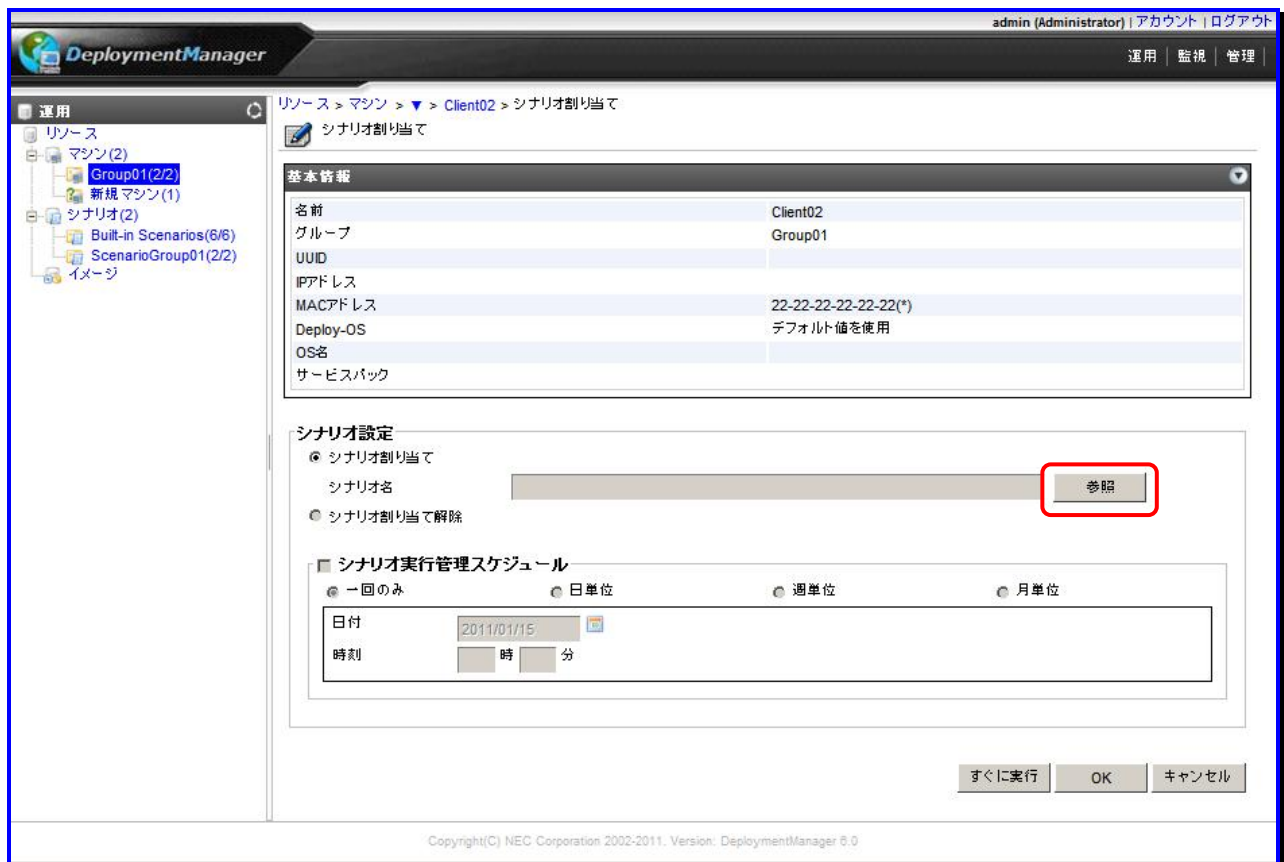 admin (Administrator) | アカウント | ログアウト
DeploymentManager
運用 | 監視 | 管理 |
運用
リソース
マシン(2)
Group01(2/2)
新規マシン(1)
シナリオ(2)
Built-in Scenarios(6/6)
ScenarioGroup01(2/2)
イメージ
リソース > マシン > ▼ > Client02 > シナリオ割り当て
シナリオ割り当て
基本情報
名前 Client02
グループ Group01
UUID
IPアドレス
MACアドレス 22-22-22-22-22-22(*)
Deploy-OS デフォルト値を使用
OS名
サービスパック
シナリオ設定
シナリオ割り当て
シナリオ名 参照
シナリオ割り当て解除
シナリオ実行管理スケジュール
一回のみ 日単位 週単位 月単位
日付 2011/01/15
時刻 時 分
すぐに実行 OK キャンセル
Copyright(C) NEC Corporation 2002-2011. Version: DeploymentManager 6.0